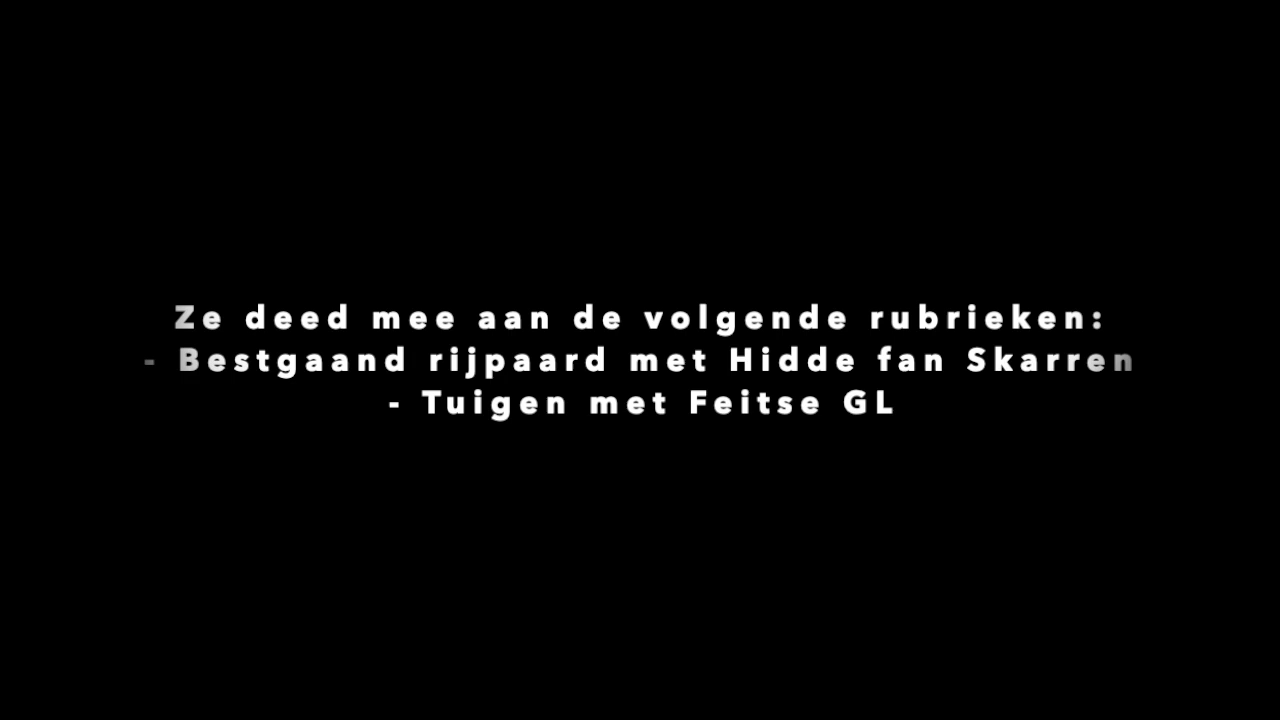 Ze deed mee aan de volgende rubrieken:
- Bestgaand rijpaard met Hidde fan Skarren
- Tuigen met Feitse GL